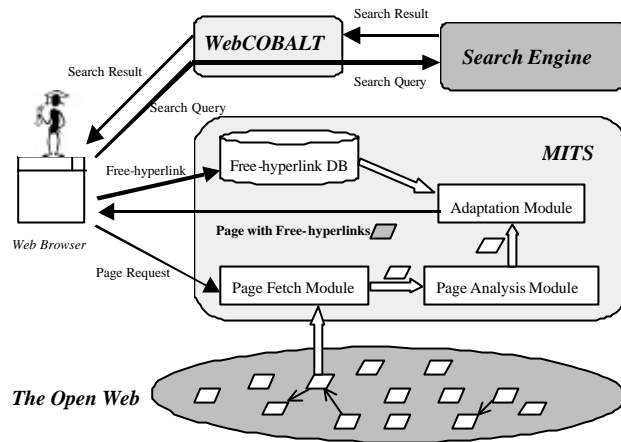 Search Result
WebCOBALT
Search Engine
Search Result
Search Query
Search Query
MITS
Free-hyperlink
Free-hyperlink DB
Adaptation Module
Web Browser
Page with Free-hyperlinks
Page Request
Page Fetch Module
Page Analysis Module
The Open Web